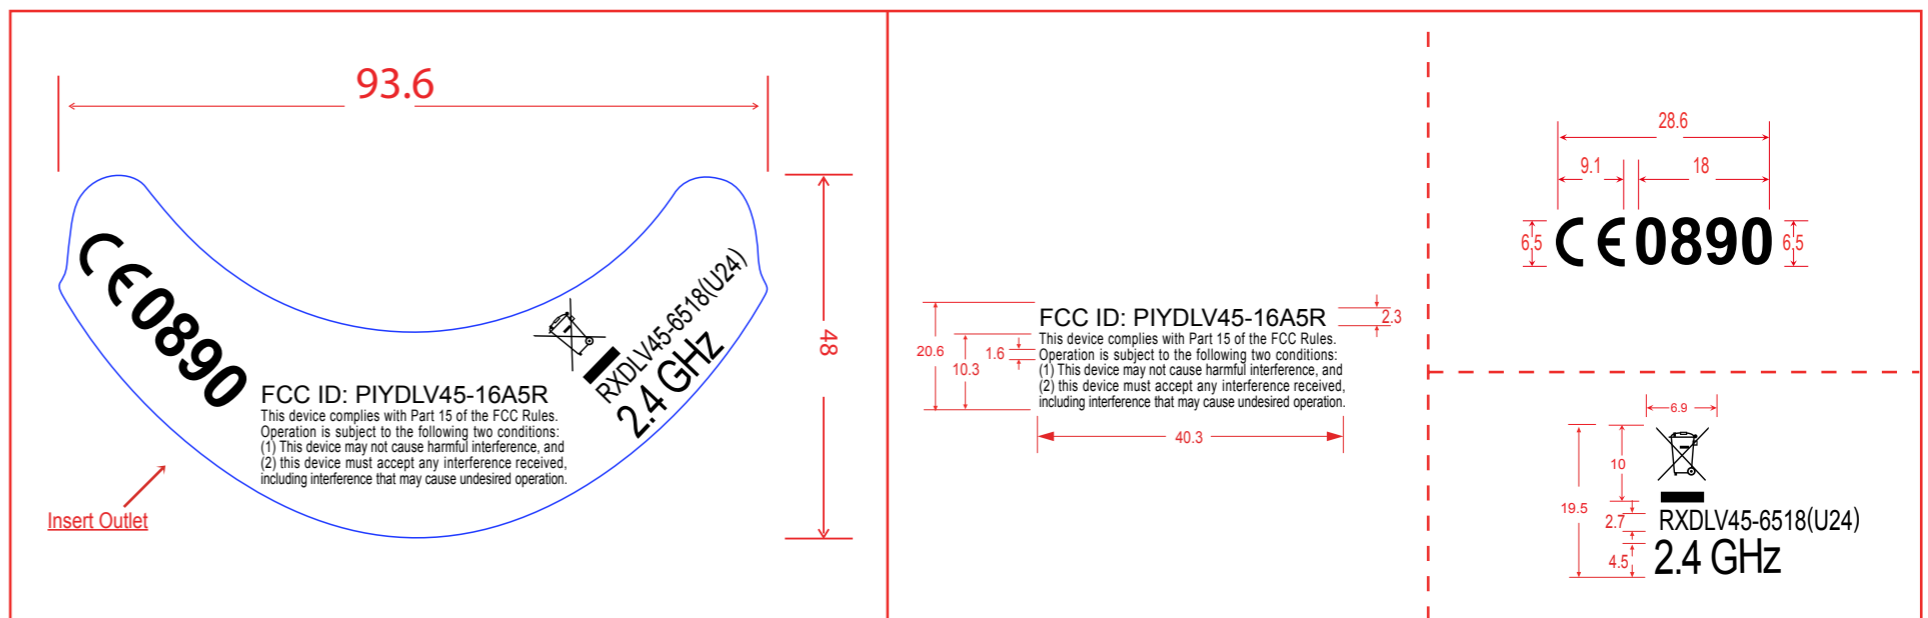 93.6
48
CE0890
FCC ID: PIYDLV45-16A5R
This device complies with Part 15 of the FCC Rules.
Operation is subject to the following two conditions:
(1) This device may not cause harmful interference, and
(2) this device must accept any interference received,
including interference that may cause undesired operation.
RXDLV45-6518(U24)
2.4 GHz
Insert Outlet
20.6
10.3
1.6
FCC ID: PIYDLV45-16A5R
This device complies with Part 15 of the FCC Rules.
Operation is subject to the following two conditions:
(1) This device may not cause harmful interference, and
(2) this device must accept any interference received,
including interference that may cause undesired operation.
2.3
40.3
28.6
9.1
18
6.5
CE0890
6.5
6.9
19.5
10
2.7
4.5
RXDLV45-6518(U24)
2.4 GHz